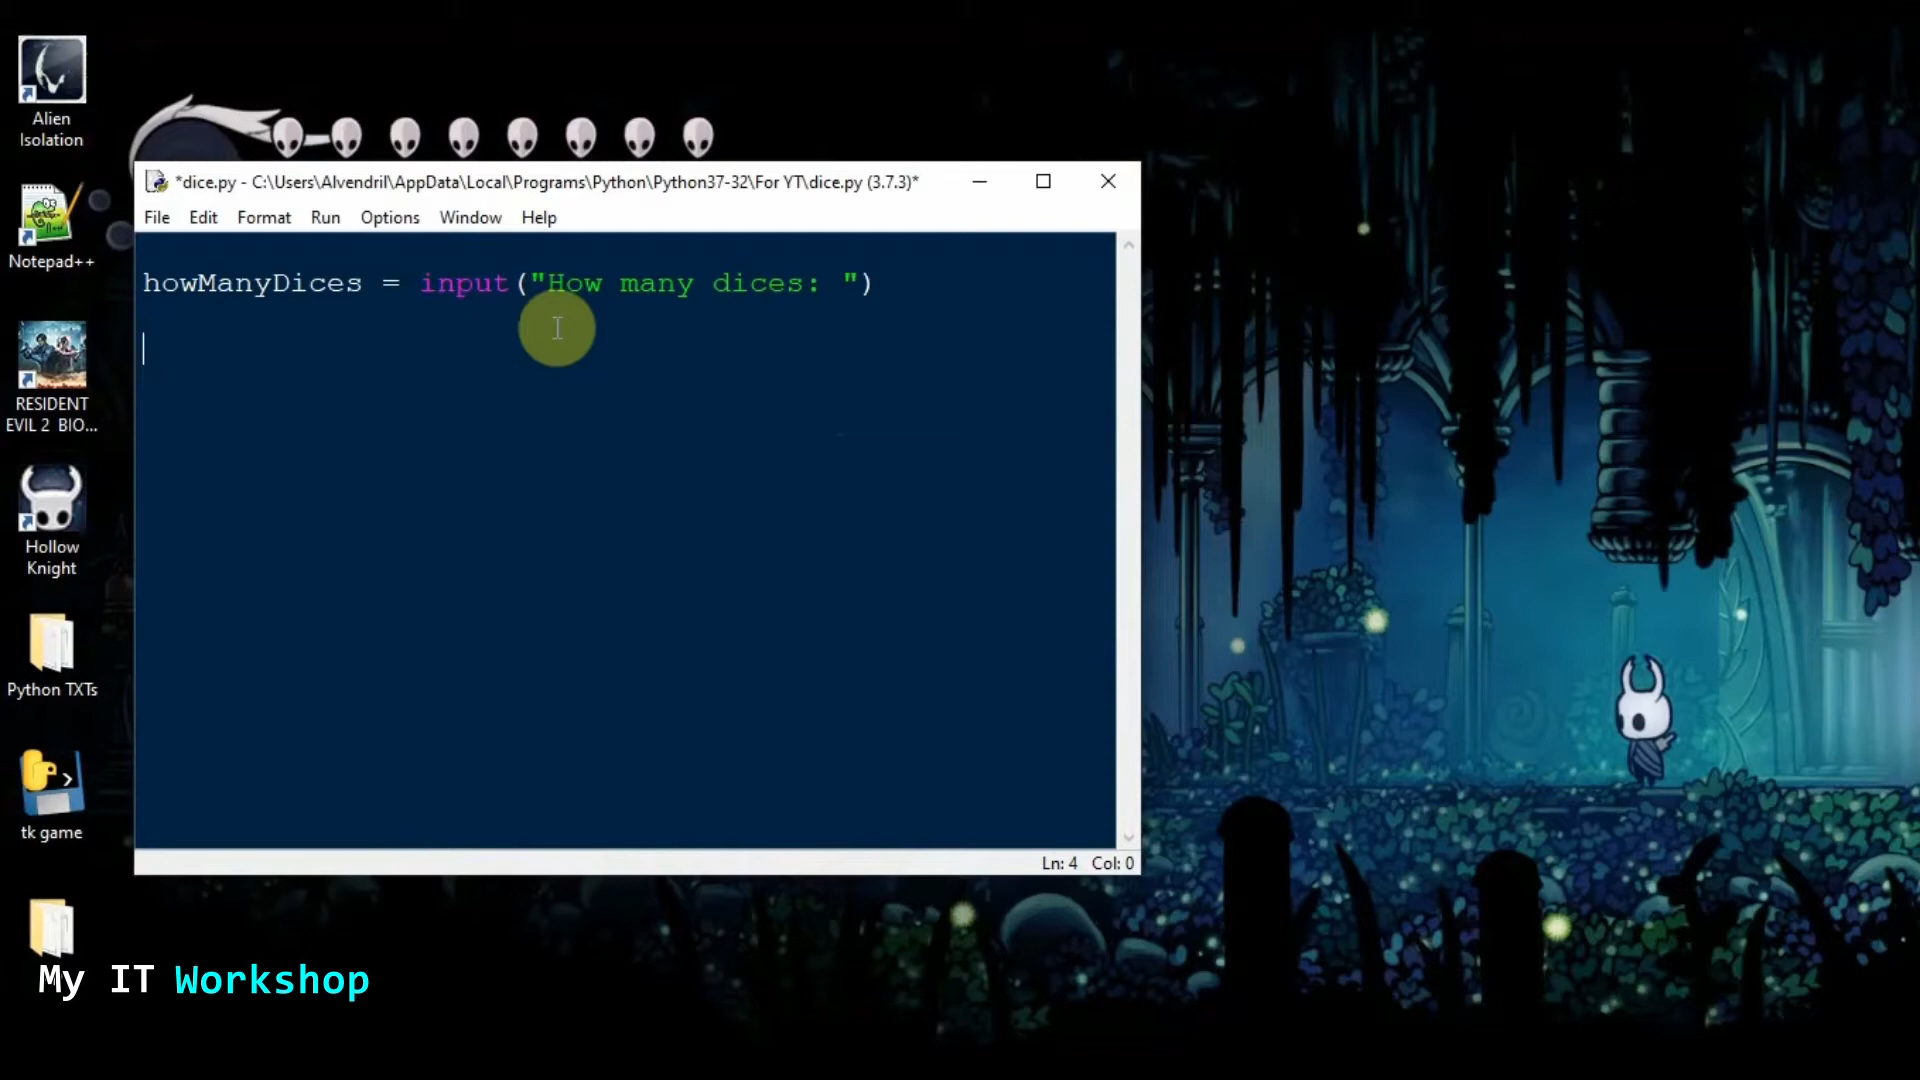 Alien
Isolation
Notepad++
RESIDENT
EVIL 2 BIO...
Hollow
Knight
Python TXTs
tk game
*dice.py - C:\Users\Alvendril\AppData\Local\Programs\Python\Python37-32\For YT\dice.py (3.7.3)*
File Edit Format Run Options Window Help
howManyDices = input("How many dices: ")
Ln: 4 Col: 0
My IT Workshop